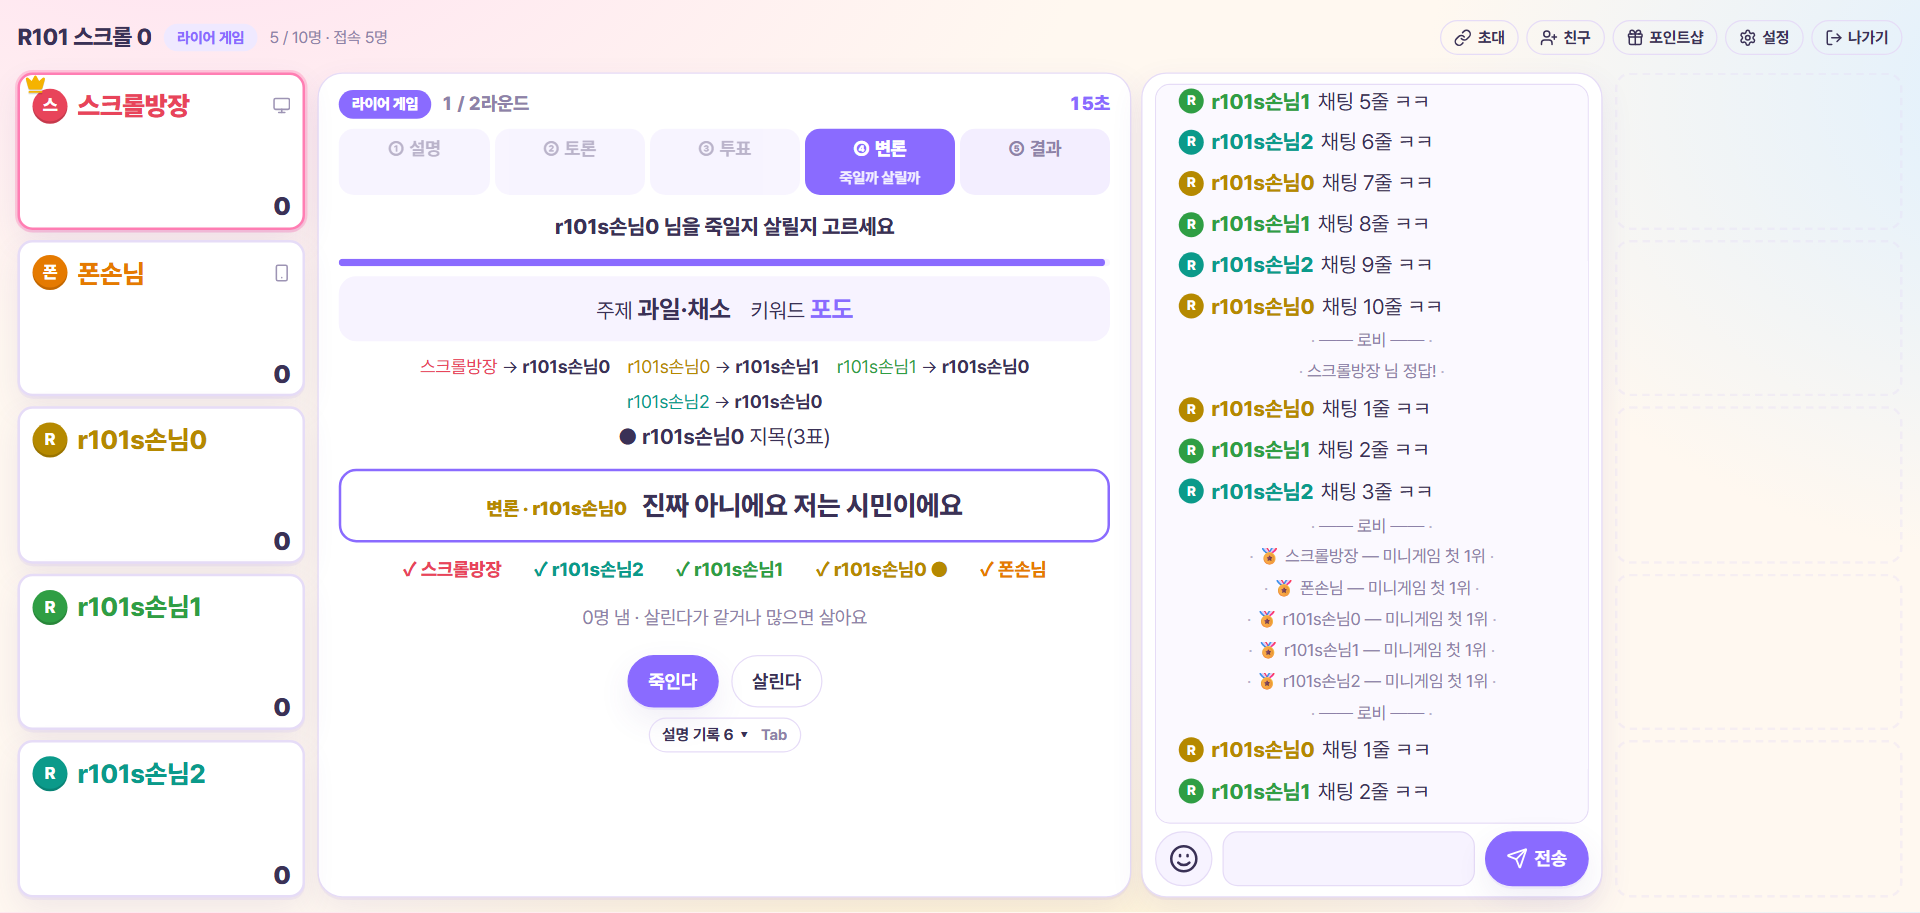 R101 스크롤 0 라이어 게임 5 / 10명 · 접속 5명
초대 친구 포인트샵 설정 나가기
스 스크롤방장
0
폰 폰손님
0
R r101s손님0
0
R r101s손님1
0
R r101s손님2
0
라이어 게임 1 / 2라운드 15초
① 설명 ② 토론 ③ 투표 ④ 변론 ⑤ 결과
죽일까 살릴까
r101s손님0 님을 죽일지 살릴지 고르세요
주제 과일·채소 키워드 포도
스크롤방장 → r101s손님0 r101s손님0 → r101s손님1 r101s손님1 → r101s손님0
r101s손님2 → r101s손님0
● r101s손님0 지목(3표)
변론 · r101s손님0 진짜 아니에요 저는 시민이에요
✓ 스크롤방장 ✓ r101s손님2 ✓ r101s손님1 ✓ r101s손님0 ● ✓ 폰손님
0명 냄 · 살린다가 같거나 많으면 살아요
죽인다 살린다
설명 기록 6 ▾ Tab
R r101s손님1 채팅 5줄 ㅋㅋ
R r101s손님2 채팅 6줄 ㅋㅋ
R r101s손님0 채팅 7줄 ㅋㅋ
R r101s손님1 채팅 8줄 ㅋㅋ
R r101s손님2 채팅 9줄 ㅋㅋ
R r101s손님0 채팅 10줄 ㅋㅋ
· —— 로비 —— ·
· 스크롤방장 님 정답! ·
R r101s손님0 채팅 1줄 ㅋㅋ
R r101s손님1 채팅 2줄 ㅋㅋ
R r101s손님2 채팅 3줄 ㅋㅋ
· —— 로비 —— ·
· 🏅 스크롤방장 — 미니게임 첫 1위 ·
· 🏅 폰손님 — 미니게임 첫 1위 ·
· 🏅 r101s손님0 — 미니게임 첫 1위 ·
· 🏅 r101s손님1 — 미니게임 첫 1위 ·
· 🏅 r101s손님2 — 미니게임 첫 1위 ·
· —— 로비 —— ·
R r101s손님0 채팅 1줄 ㅋㅋ
R r101s손님1 채팅 2줄 ㅋㅋ
전송